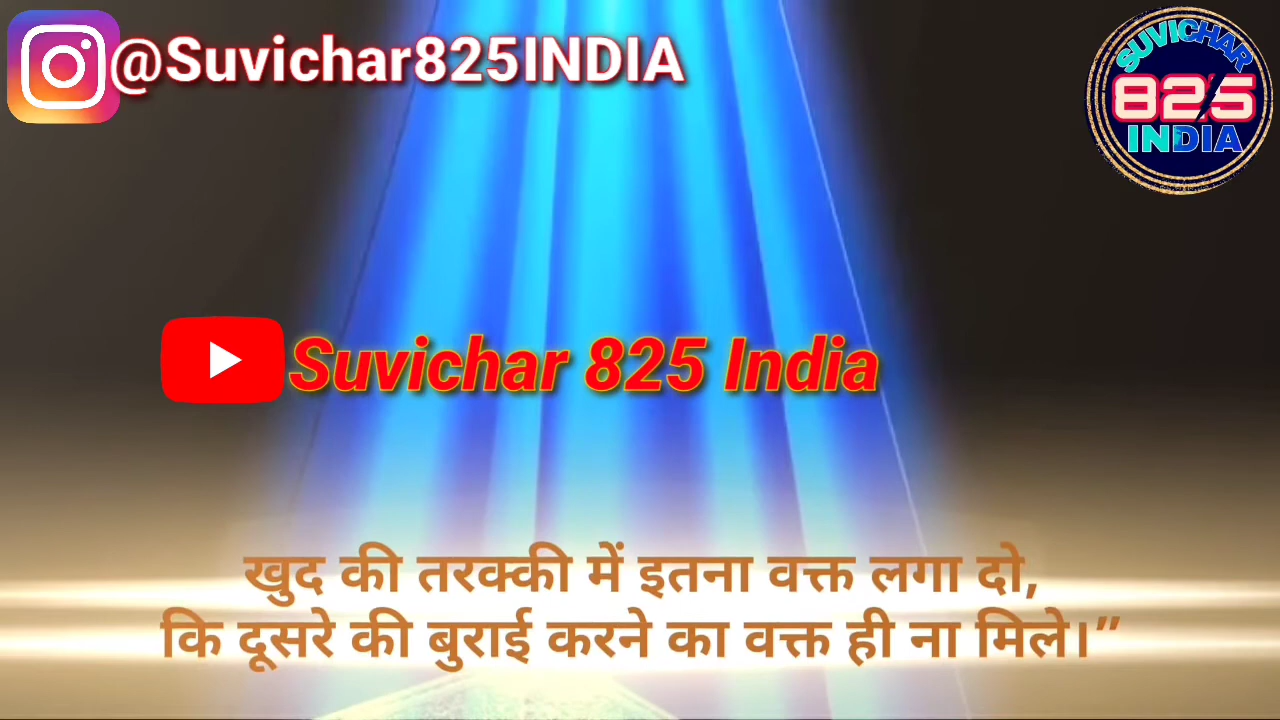 @Suvichar825INDIA
SUVICHAR
825
INDIA
Suvichar 825 India
खुद की तरक्की में इतना वक्त लगा दो,
कि दूसरे की बुराई करने का वक्त ही ना मिले।”